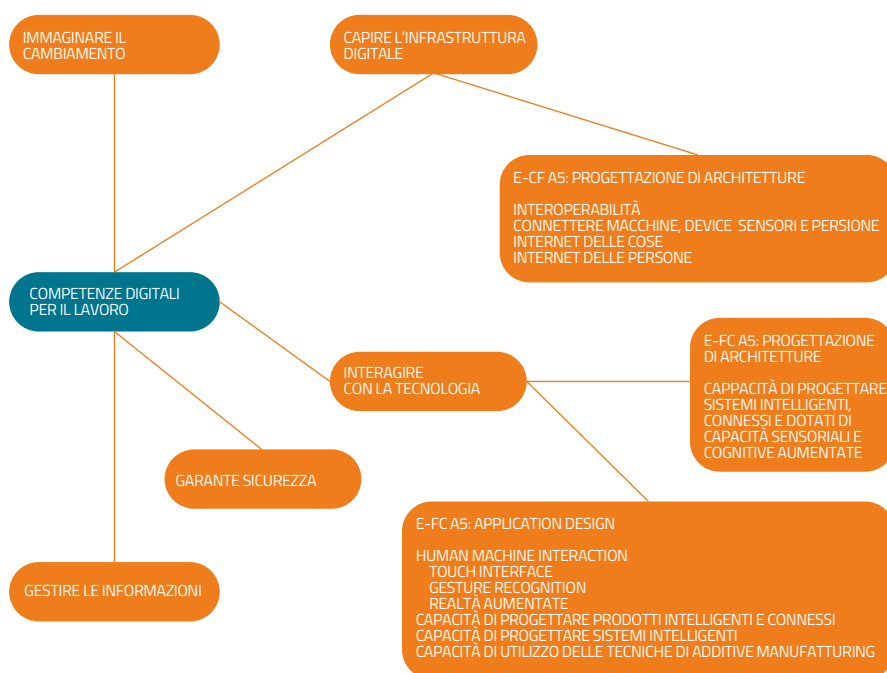 IMMAGINARE IL
CAMBIAMENTO
CAPIRE L'INFRASTRUTTURA
DIGITALE
E-CF A5: PROGETTAZIONE DI ARCHITETTURE
INTEROPERABILITÀ
CONNETTERE MACCHINE, DEVICE SENSORI E PERSIONE
INTERNET DELLE COSE
INTERNET DELLE PERSONE
COMPETENZE DIGITALI
PER IL LAVORO
INTERAGIRE
CON LA TECNOLOGIA
E-FC A5: PROGETTAZIONE
DI ARCHITETTURE
CAPPACITÀ DI PROGETTARE
SISTEMI INTELLIGENTI,
CONNESSI E DOTATI DI
CAPACITÀ SENSORIALI E
COGNITIVE AUMENTATE
GARANTE SICUREZZA
E-FC A5: APPLICATION DESIGN
HUMAN MACHINE INTERACTION
TOUCH INTERFACE
GESTURE RECOGNITION
REALTÀ AUMENTATE
CAPACITÀ DI PROGETTARE PRODOTTI INTELLIGENTI E CONNESSI
CAPACITÀ DI PROGETTARE SISTEMI INTELLIGENTI
CAPACITÀ DI UTILIZZO DELLE TECNICHE DI ADDITIVE MANUFATTURING
GESTIRE LE INFORMAZIONI